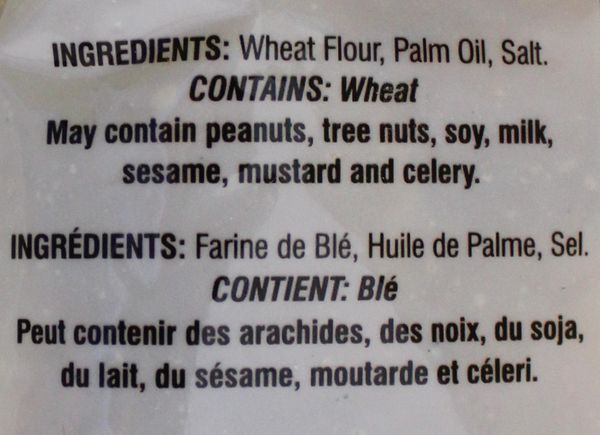 INGREDIENTS: Wheat Flour, Palm Oil, Salt.
CONTAINS: Wheat
May contain peanuts, tree nuts, soy, milk,
sesame, mustard and celery.
INGRÉDIENTS: Farine de Blé, Huile de Palme, Sel.
CONTIENT: Blé
Peut contenir des arachides, des noix, du soja,
du lait, du sésame, moutarde et céleri.